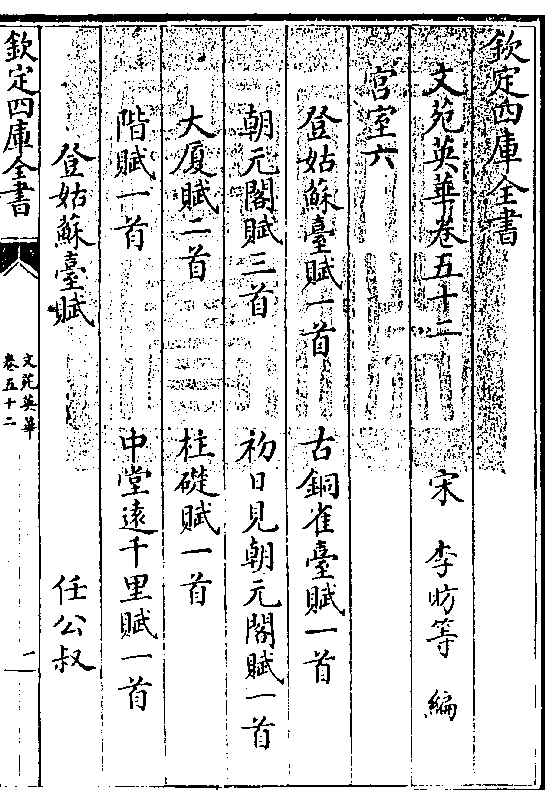 欽定四庫全書
文苑英華卷五十二 宋 李昉等 編
宮室六
登姑蘇臺賦一首 古銅雀臺賦一首
朝元閣賦三首 初日見朝元閣賦一首
大厦賦二首 柱礎賦一首
階賦一首 中堂遠千里賦一首
登姑蘇臺賦 任公叔
欽定四庫全書
文苑英華
卷五十二